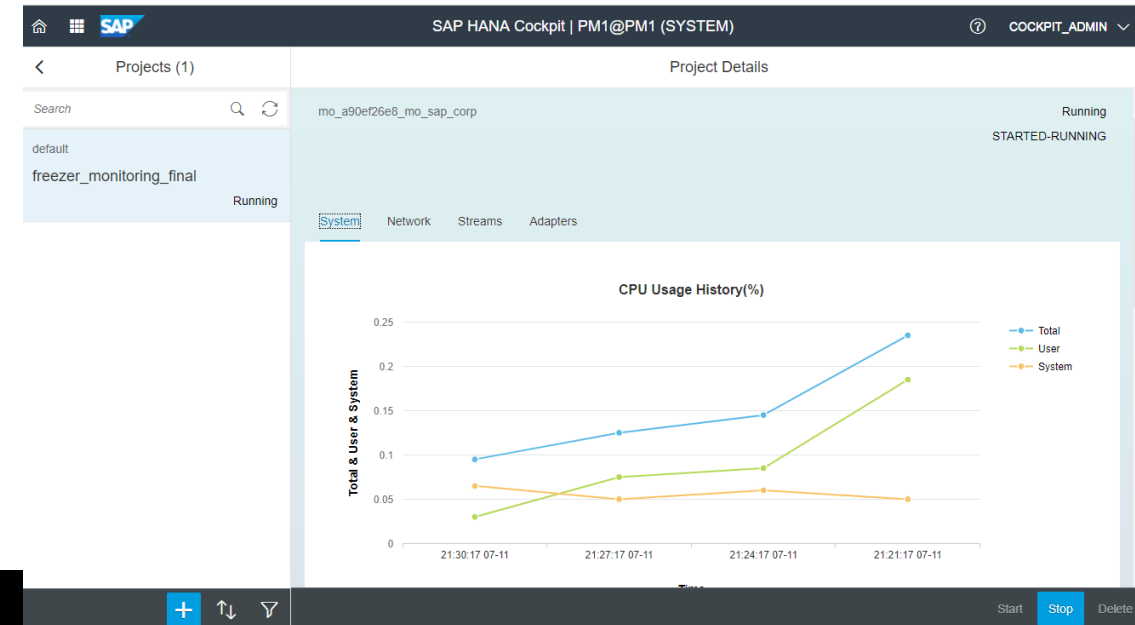 SAP
SAP HANA Cockpit | PM1@PM1 (SYSTEM)
COCKPIT_ADMIN
Projects (1)
Project Details
Search
default
freezer_monitoring_final
Running
mo_a90ef26e8_mo_sap_corp
Running
STARTED-RUNNING
System Network Streams Adapters
CPU Usage History(%)
Total & User & System
0.25
0.2
0.15
0.1
0.05
0
21:30:17 07-11 21:27:17 07-11 21:24:17 07-11 21:21:17 07-11
Total
User
System
Start Stop Delete